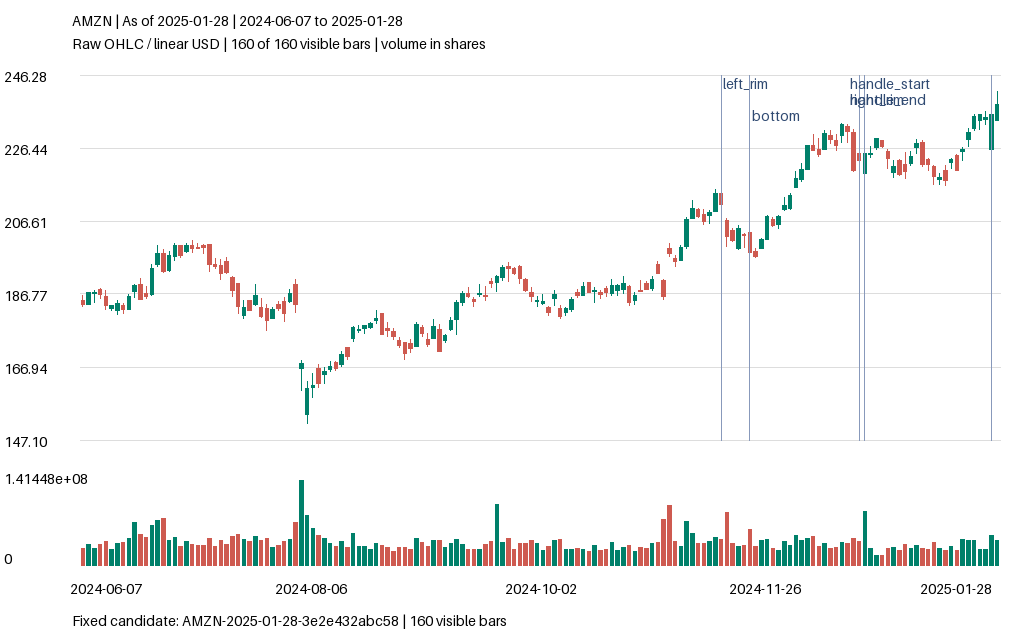 AMZN | As of 2025-01-28 | 2024-06-07 to 2025-01-28
Raw OHLC / linear USD | 160 of 160 visible bars | volume in shares
246.28
left_rim
handle_start
right_rim
handle_end
bottom
226.44
206.61
186.77
166.94
147.10
1.41448e+08
0
2024-06-07
2024-08-06
2024-10-02
2024-11-26
2025-01-28
Fixed candidate: AMZN-2025-01-28-3e2e432abc58 | 160 visible bars